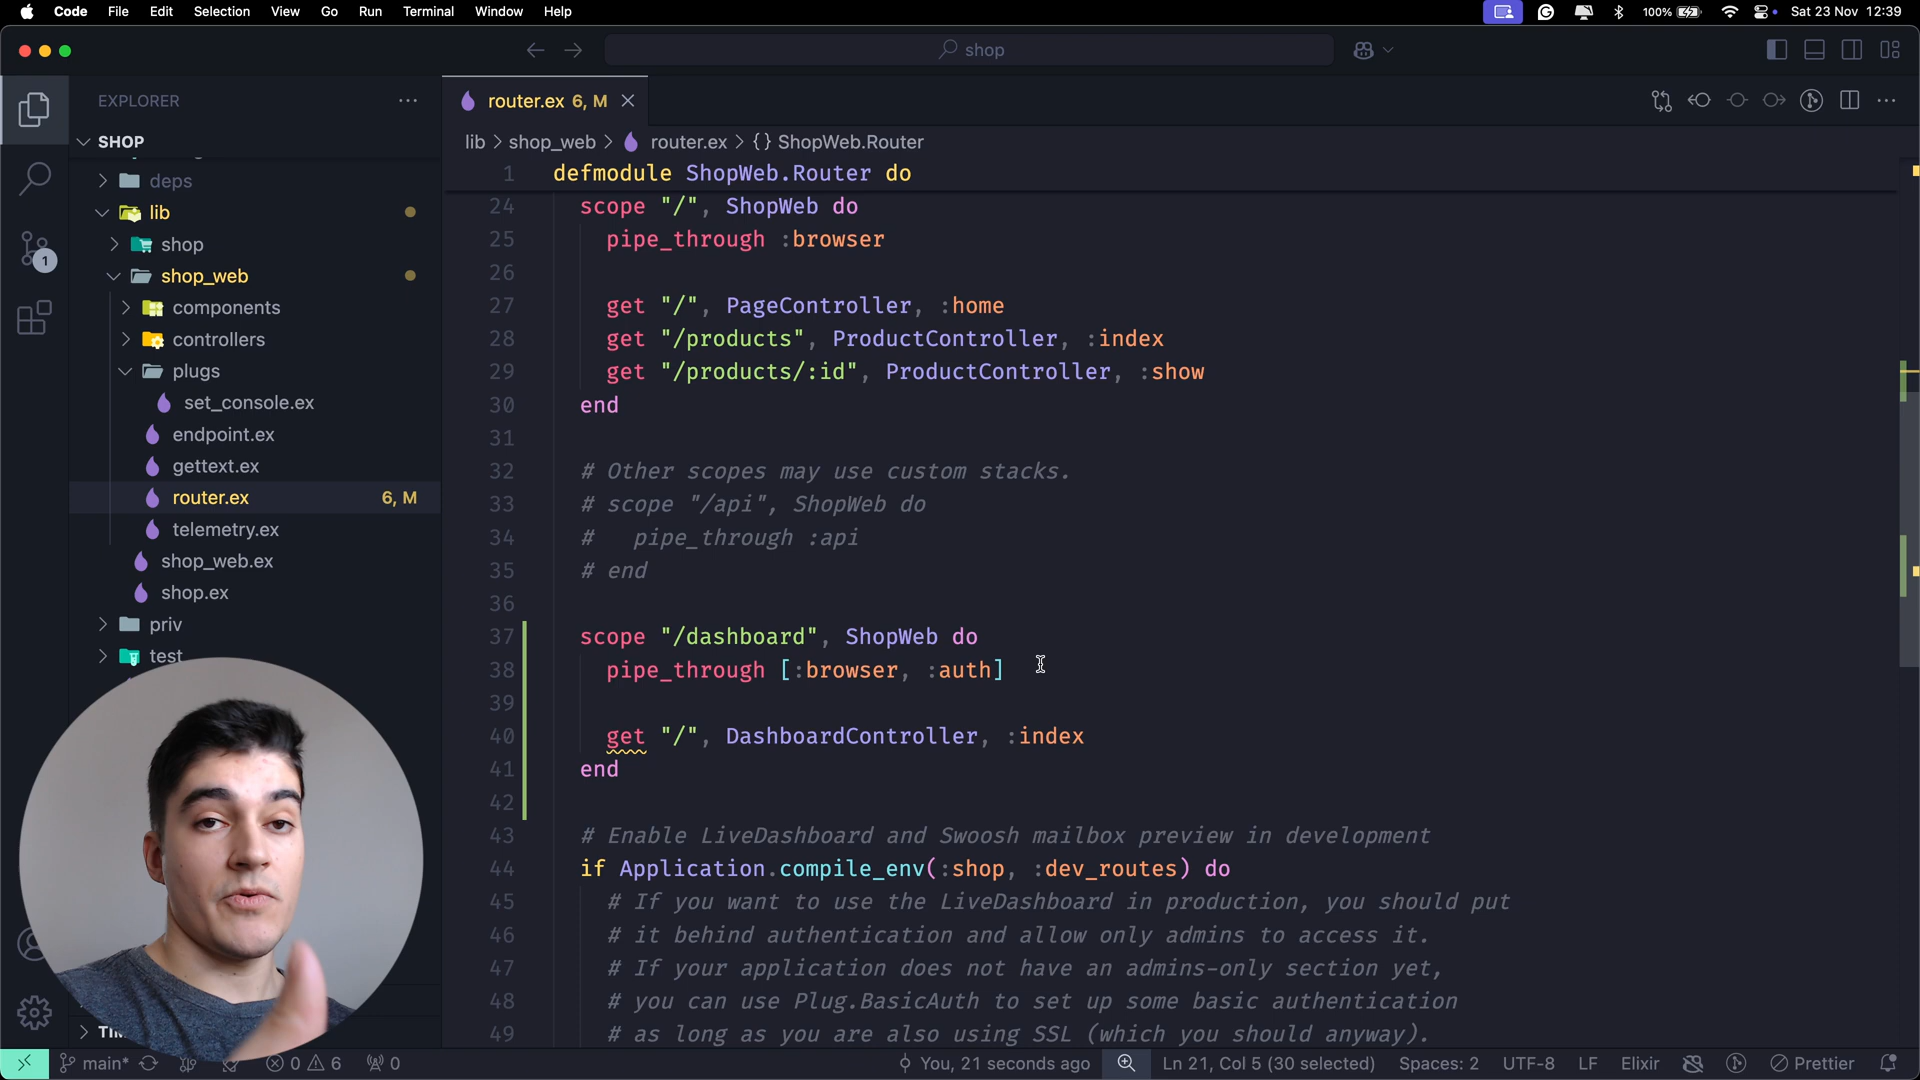 Code File Edit Selection View Go Run Terminal Window Help 100% Sat 23 Nov 12:39
shop
EXPLORER
SHOP
deps
lib
shop
shop_web
components
controllers
plugs
set_console.ex
endpoint.ex
gettext.ex
router.ex 6, M
telemetry.ex
shop_web.ex
shop.ex
priv
test
1
router.ex 6, M
lib > shop_web > router.ex > {} ShopWeb.Router
1 defmodule ShopWeb.Router do
24 scope "/", ShopWeb do
25 pipe_through :browser
26
27 get "/", PageController, :home
28 get "/products", ProductController, :index
29 get "/products/:id", ProductController, :show
30 end
31
32 # Other scopes may use custom stacks.
33 # scope "/api", ShopWeb do
34 # pipe_through :api
35 # end
36
37 scope "/dashboard", ShopWeb do
38 pipe_through [:browser, :auth]
39
40 get "/", DashboardController, :index
41 end
42
43 # Enable LiveDashboard and Swoosh mailbox preview in development
44 if Application.compile_env(:shop, :dev_routes) do
45 # If you want to use the LiveDashboard in production, you should put
46 # it behind authentication and allow only admins to access it.
47 # If your application does not have an admins-only section yet,
48 # you can use Plug.BasicAuth to set up some basic authentication
49 # as long as you are also using SSL (which you should anyway).
main* 0 6 0 You, 21 seconds ago Ln 21, Col 5 (30 selected) Spaces: 2 UTF-8 LF Elixir Prettier